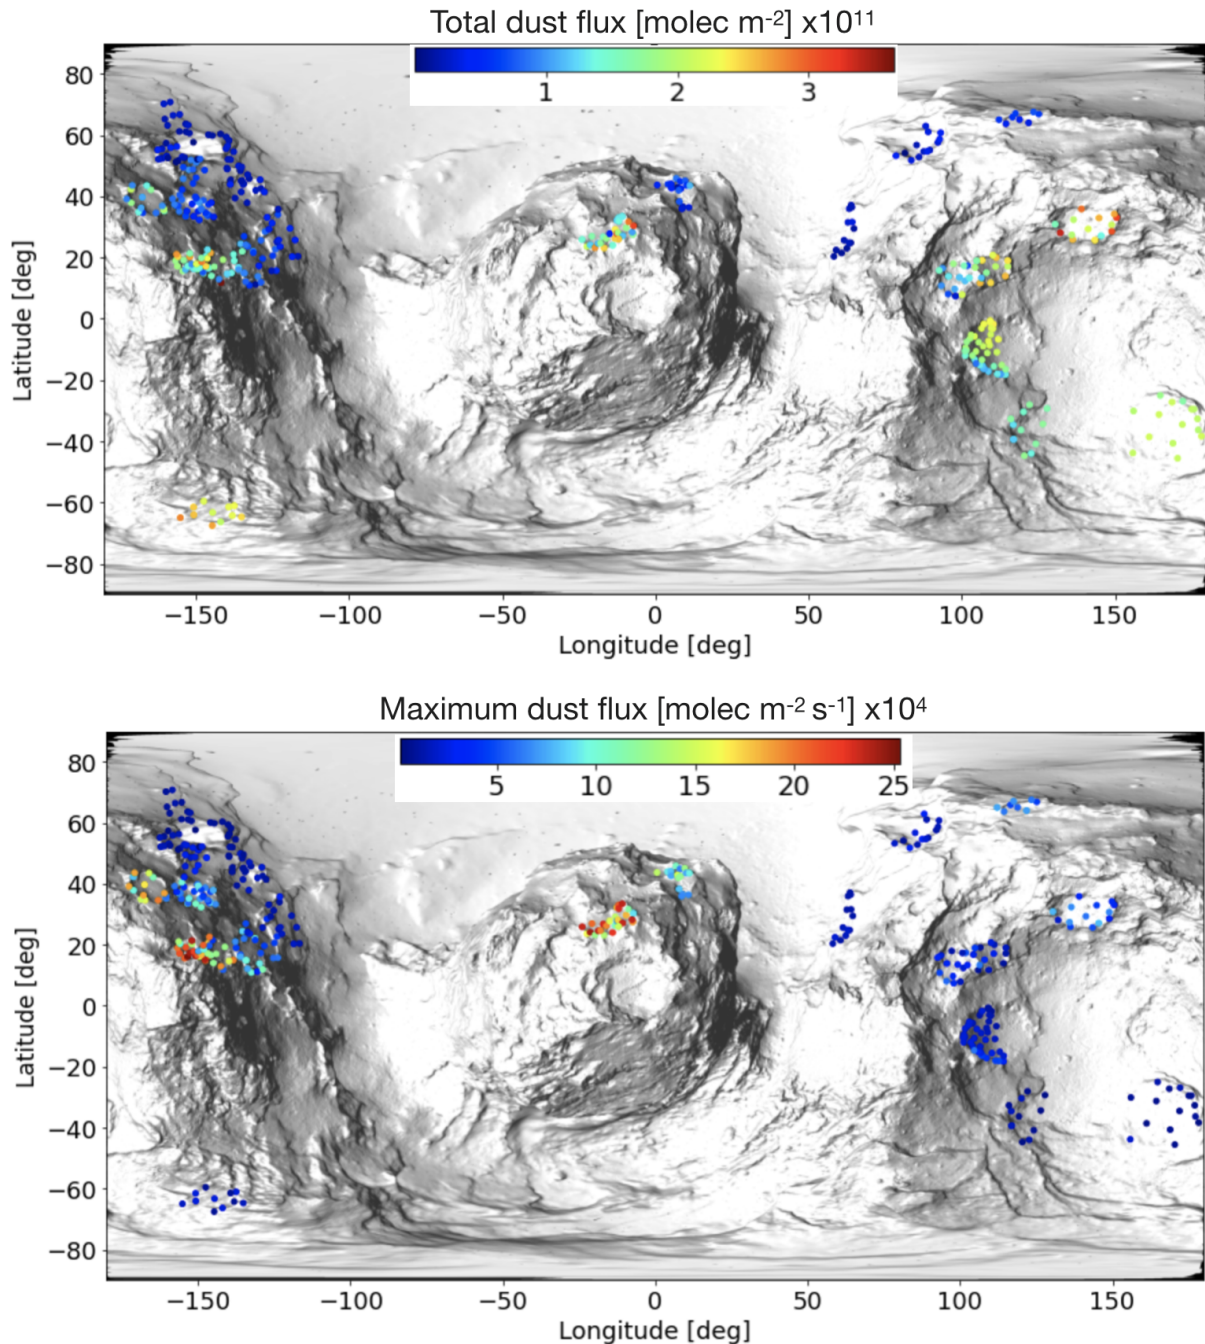 Total dust flux [molec m-2] x1011
1 2 3
80
60
40
20
0
−20
−40
−60
−80
Latitude [deg]
−150 −100 −50 0 50 100 150
Longitude [deg]
Maximum dust flux [molec m-2 s-1] x104
5 10 15 20 25
80
60
40
20
0
−20
−40
−60
−80
Latitude [deg]
−150 −100 −50 0 50 100 150
Longitude [deg]